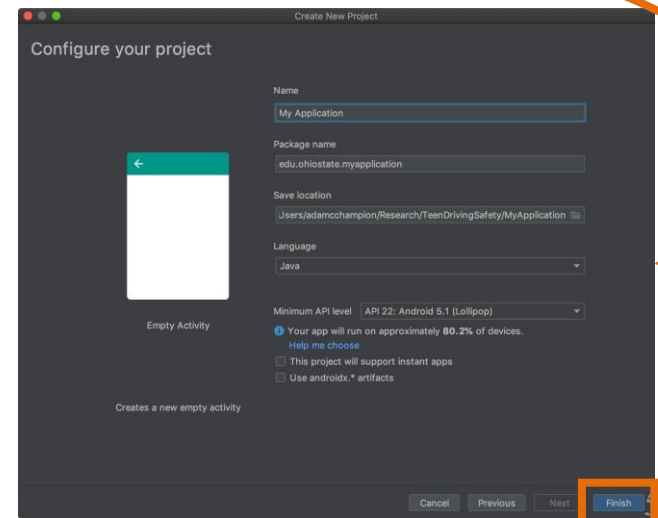 Create New Project
Configure your project
Name
My Application
Package name
edu.ohiostate.myapplication
Save location
Users/adamcchampion/Research/TeenDrivingSafety/MyApplication
Language
Java
Minimum API level API 22: Android 5.1 (Lollipop)
Empty Activity
Your app will run on approximately 80.2% of devices.
Help me choose
This project will support instant apps
Use androidx.* artifacts
Creates a new empty activity
Cancel Previous Next Finish